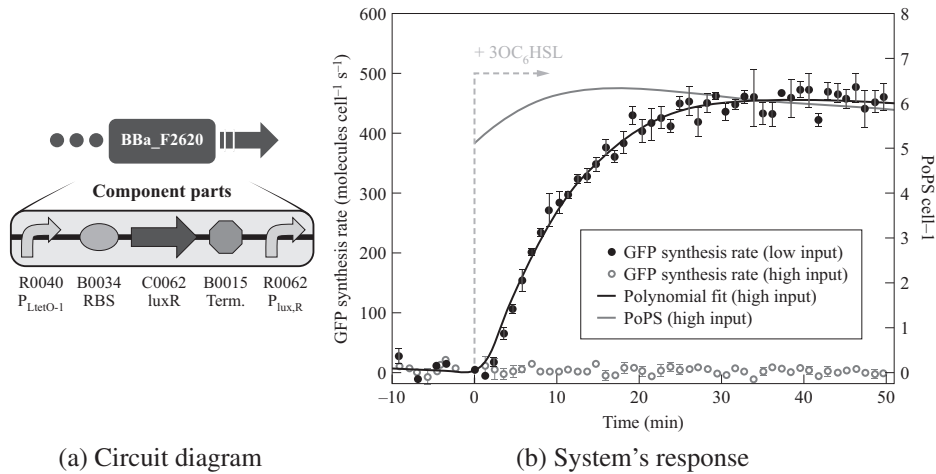 BBa_F2620
Component parts
R0040 B0034 C0062 B0015 R0062
P_LtetO-1 RBS luxR Term. P_lux,R
(a) Circuit diagram
600
500
400
300
200
100
0
GFP synthesis rate (molecules cell⁻¹ s⁻¹)
+ 3OC₆HSL
8
7
6
5
4
3
2
1
0
PoPS cell–1
GFP synthesis rate (low input)
GFP synthesis rate (high input)
Polynomial fit (high input)
PoPS (high input)
–10 0 10 20 30 40 50
Time (min)
(b) System's response